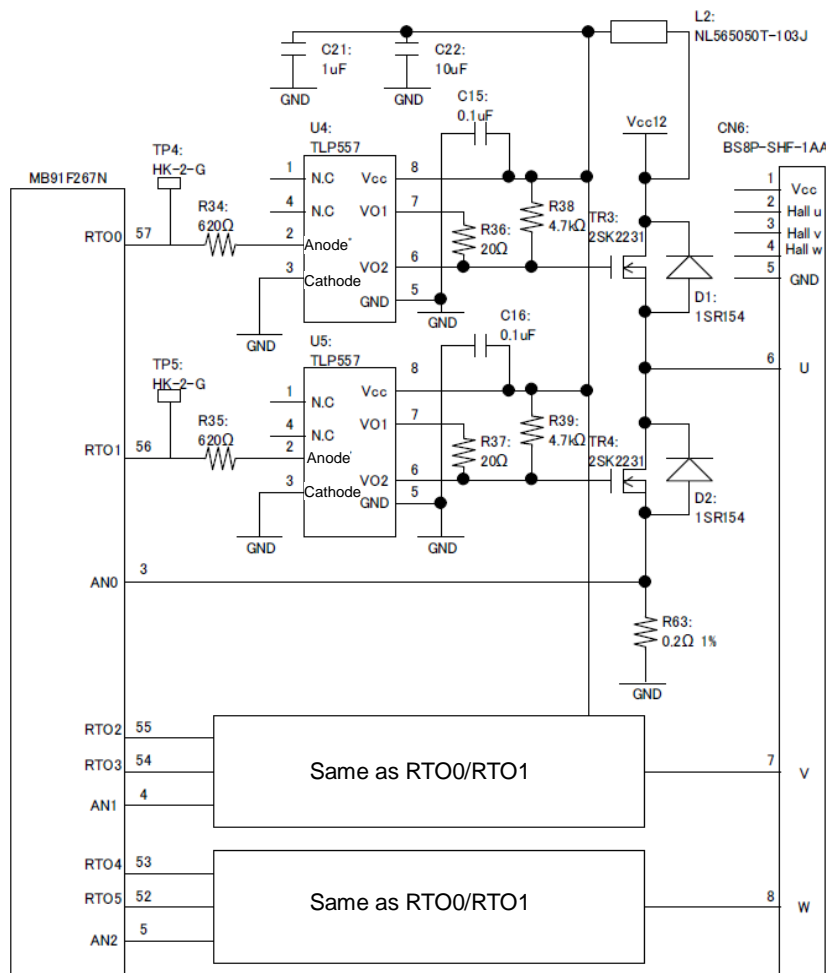 L2:
NL565050T-103J
C21:
1uF
C22:
10uF
GND
GND
C15:
0.1uF
Vcc12
CN6:
BS8P-SHF-1AA
U4:
TLP557
TP4:
HK-2-G
MB91F267N
1
N.C
Vcc
8
4
N.C
VO1
7
R34:
620Ω
RTO0
57
2
Anode
3
Cathode
VO2
6
GND
5
GND
GND
R36:
20Ω
R38
4.7kΩ
TR3:
2SK2231
D1:
1SR154
1
Vcc
2
Hall u
3
Hall v
4
Hall w
5
GND
C16:
0.1uF
U5:
TLP557
TP5:
HK-2-G
1
N.C
Vcc
8
4
N.C
VO1
7
R35:
620Ω
RTO1
56
2
Anode
3
Cathode
VO2
6
GND
5
GND
GND
R37:
20Ω
R39:
4.7kΩ
TR4:
2SK2231
D2:
1SR154
6
U
AN0
3
R63:
0.2Ω 1%
GND
RTO2
55
RTO3
54
AN1
4
Same as RTO0/RTO1
7
V
RTO4
53
RTO5
52
AN2
5
Same as RTO0/RTO1
8
W